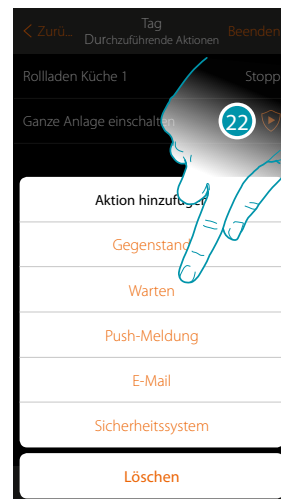 < Zurü...
Tag
Durchzuführende Aktionen
Beenden
Rollladen Küche 1
Stopp
Ganze Anlage einschalten
22
Aktion hinzufügen
Gegenstand
Warten
Push-Meldung
E-Mail
Sicherheitssystem
Löschen